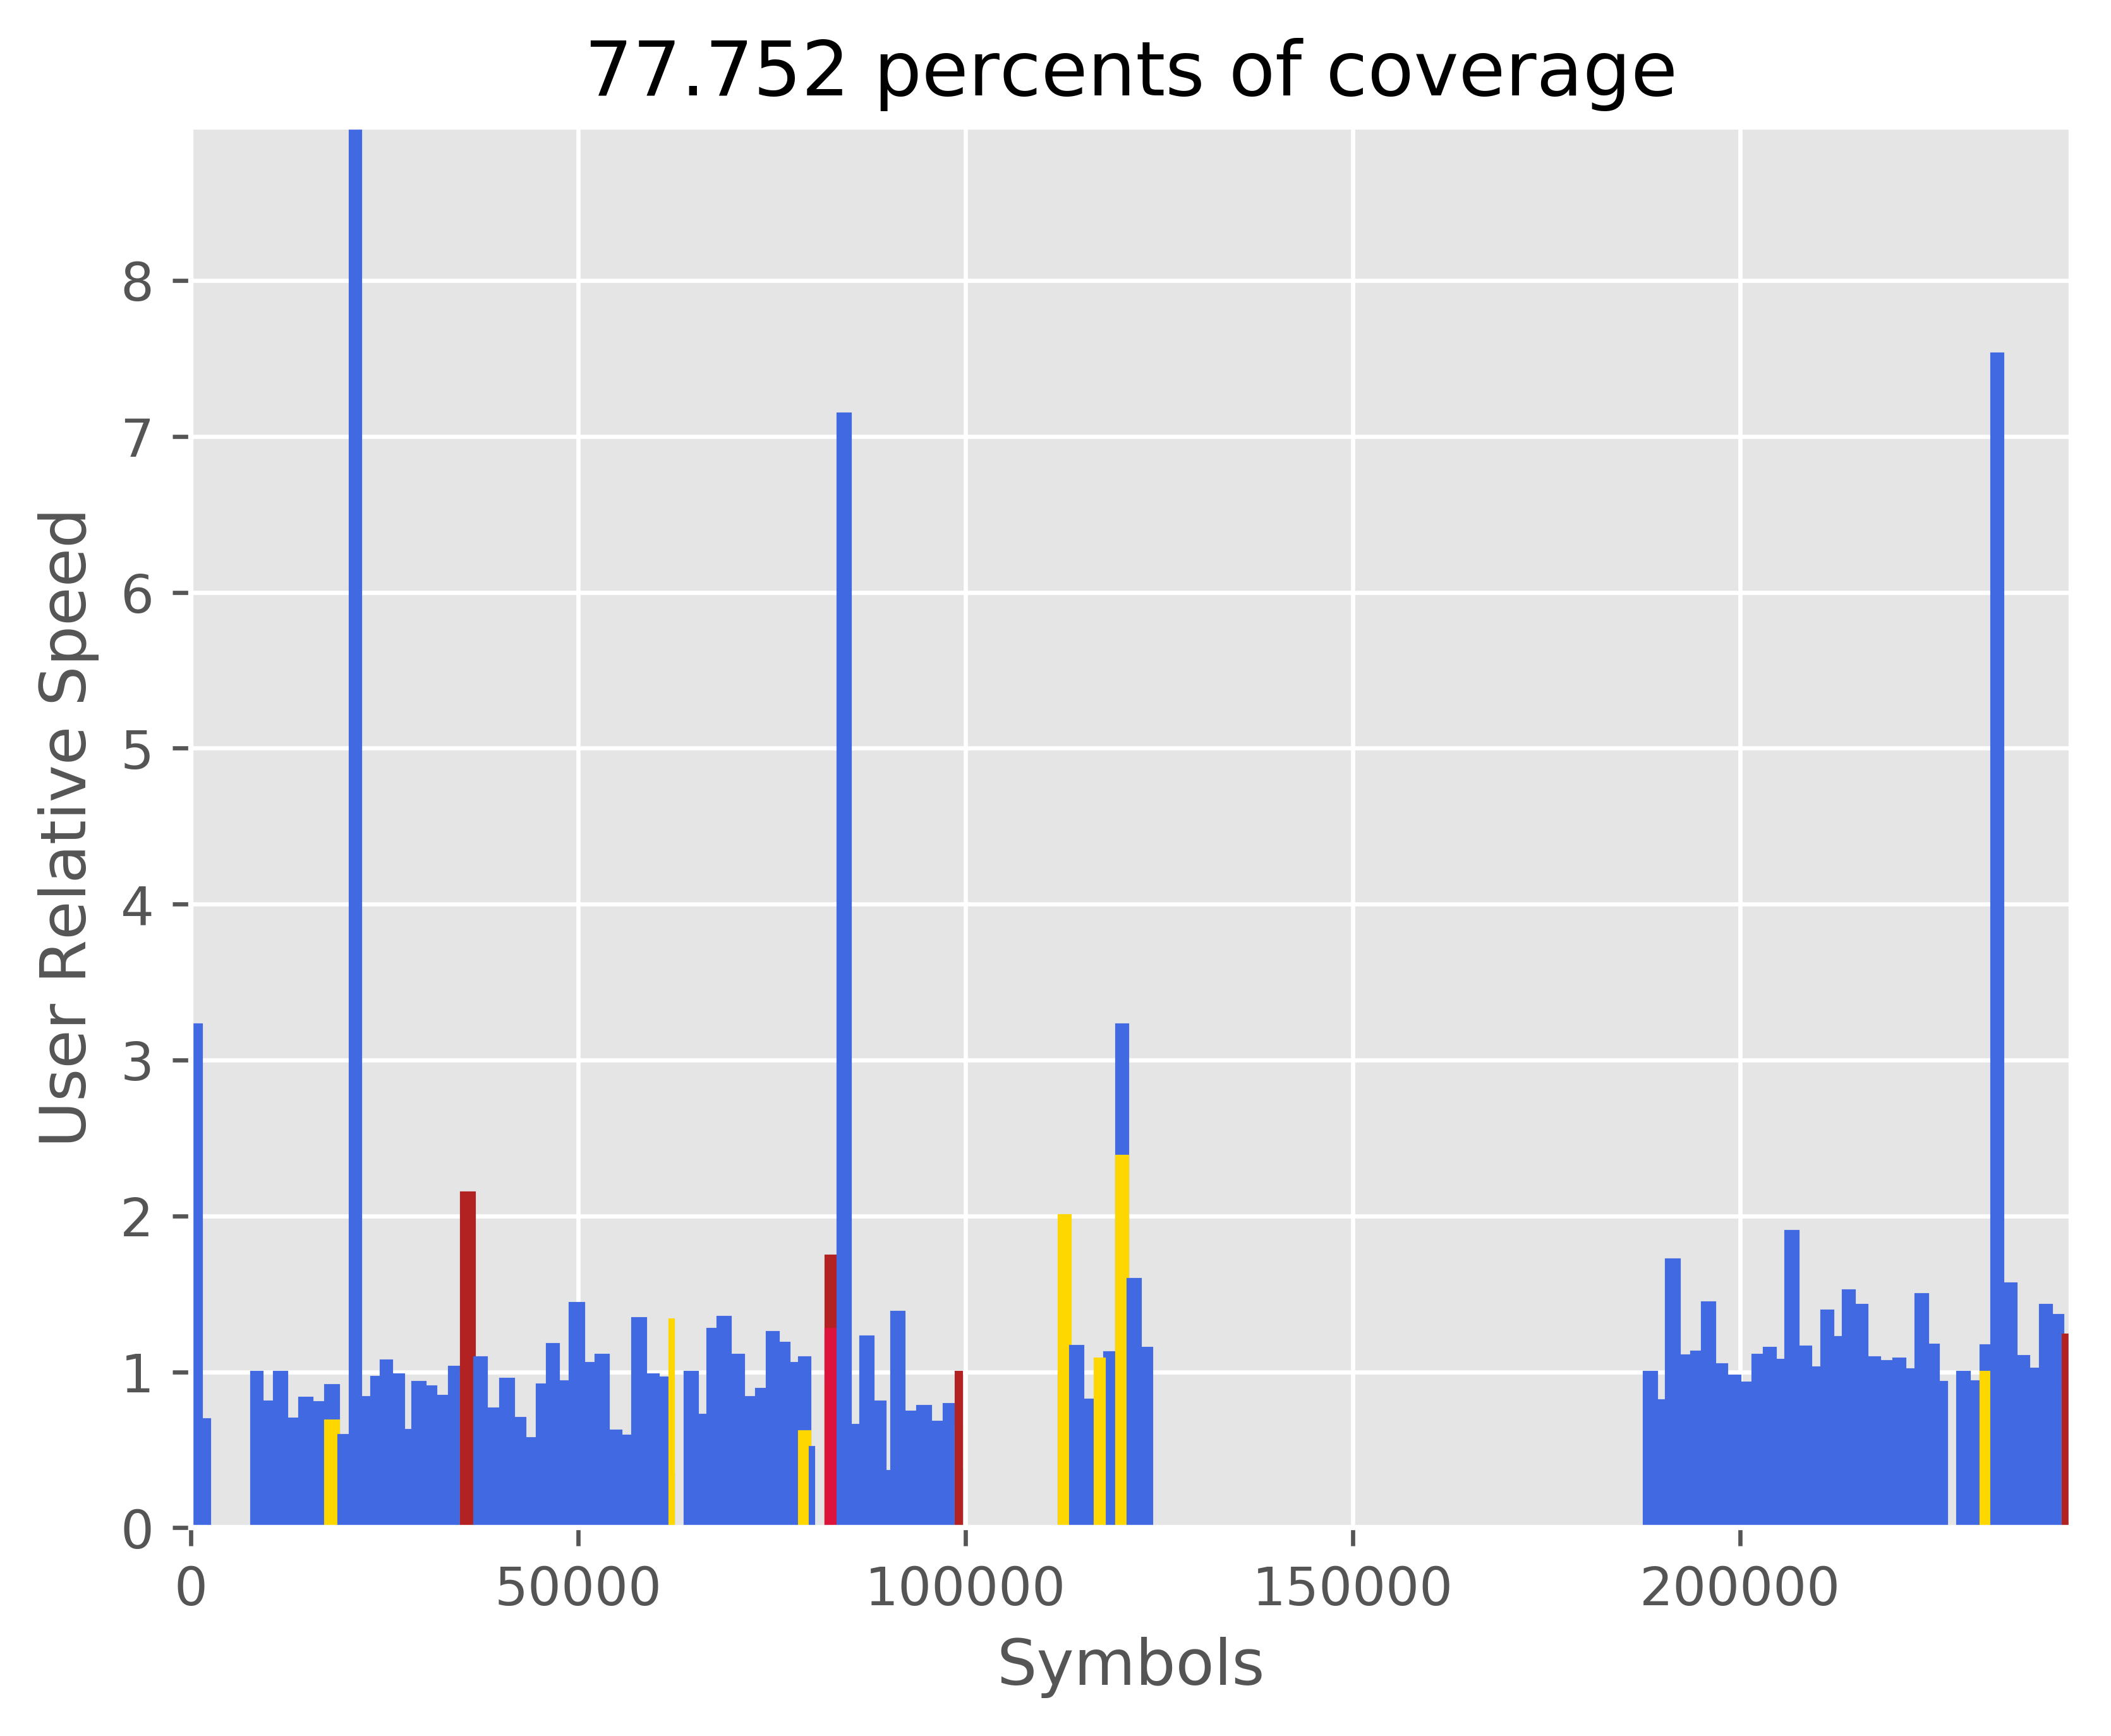 77.752 percents of coverage
8
7
6
5
4
3
2
1
0
User Relative Speed
0 50000 100000 150000 200000
Symbols